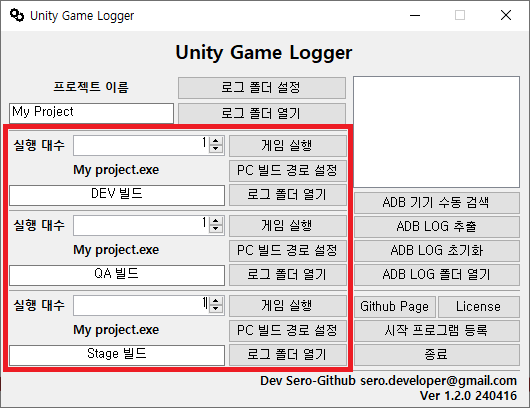 Unity Game Logger
Unity Game Logger
프로젝트 이름
로그 폴더 설정
My Project
로그 폴더 열기
실행 대수
1
게임 실행
My project.exe
PC 빌드 경로 설정
DEV 빌드
로그 폴더 열기
실행 대수
1
게임 실행
My project.exe
PC 빌드 경로 설정
QA 빌드
로그 폴더 열기
실행 대수
1
게임 실행
My project.exe
PC 빌드 경로 설정
Stage 빌드
로그 폴더 열기
ADB 기기 수동 검색
ADB LOG 추출
ADB LOG 초기화
ADB LOG 폴더 열기
Github Page
License
시작 프로그램 등록
종료
Dev Sero-Github sero.developer@gmail.com
Ver 1.2.0 240416